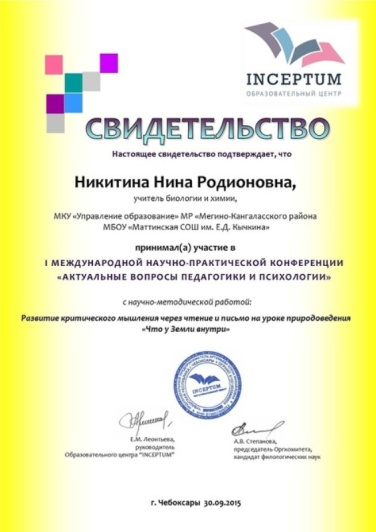 INCEPTUM
ОБРАЗОВАТЕЛЬНЫЙ ЦЕНТР
СВИДЕТЕЛЬСТВО
Настоящее свидетельство подтверждает, что
Никитина Нина Родионовна,
учитель биологии и химии,
МКУ «Управление образование» МР «Мегино-Кангаласского района
МБОУ «Маттинская СОШ им. Е.Д. Кычкина»
принимал(а) участие в
I МЕЖДУНАРОДНОЙ НАУЧНО-ПРАКТИЧЕСКОЙ КОНФЕРЕНЦИИ
«АКТУАЛЬНЫЕ ВОПРОСЫ ПЕДАГОГИКИ И ПСИХОЛОГИИ»
с научно-методической работой:
Развитие критического мышления через чтение и письмо на уроке природоведения
«Что у Земли внутри»
INCEPTUM
Е.М. Леонтьева,
руководитель
Образовательного центра "INCEPTUM"
А.В. Степанова,
председатель Оргкомитета,
кандидат филологических наук
г. Чебоксары 30.09.2015